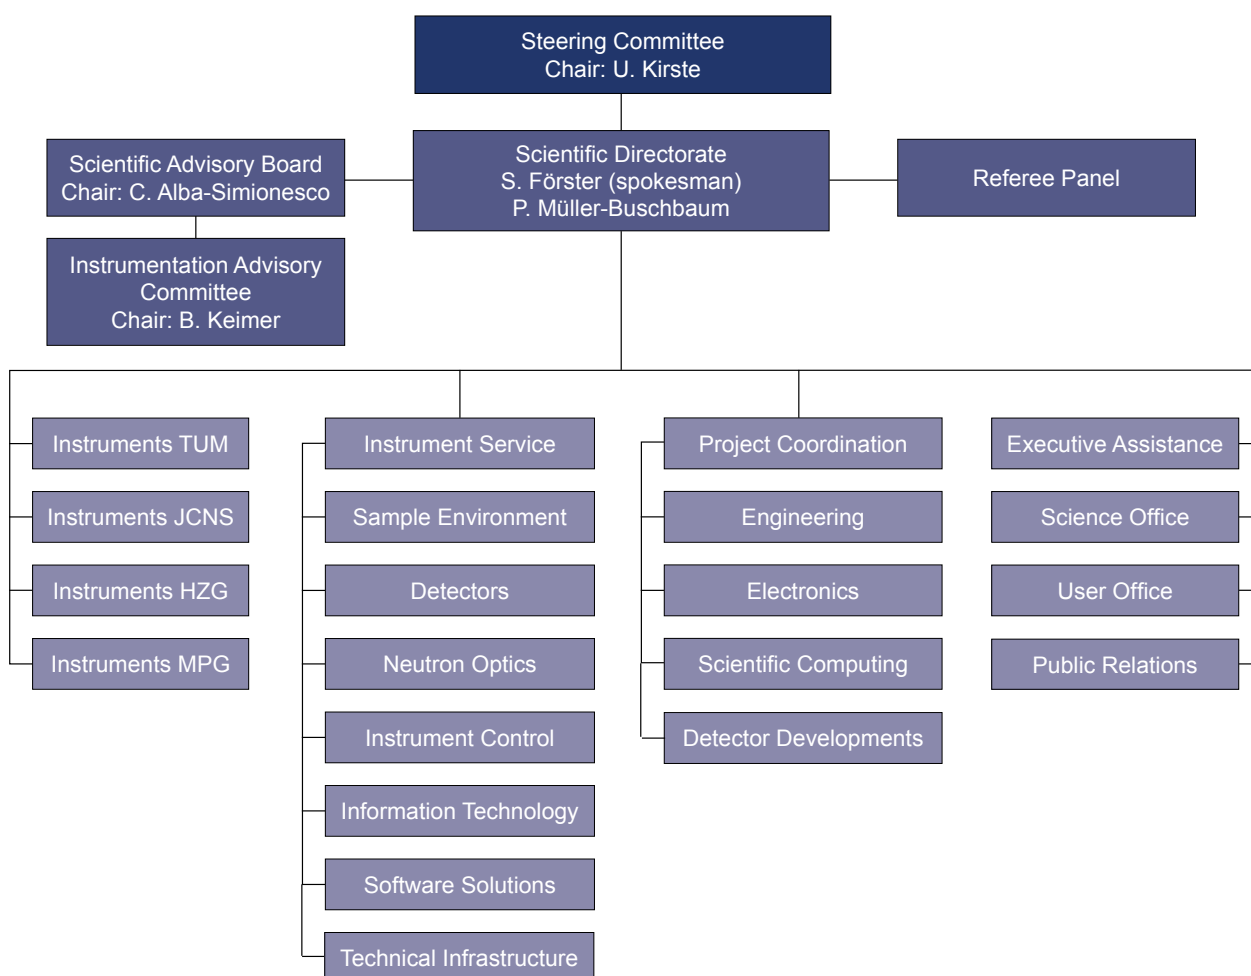 Steering Committee
Chair: U. Kirste
Scientific Advisory Board
Chair: C. Alba-Simionesco
Scientific Directorate
S. Förster (spokesman)
P. Müller-Buschbaum
Referee Panel
Instrumentation Advisory
Committee
Chair: B. Keimer
Instruments TUM
Instruments JCNS
Instruments HZG
Instruments MPG
Instrument Service
Sample Environment
Detectors
Neutron Optics
Instrument Control
Information Technology
Software Solutions
Technical Infrastructure
Project Coordination
Engineering
Electronics
Scientific Computing
Detector Developments
Executive Assistance
Science Office
User Office
Public Relations